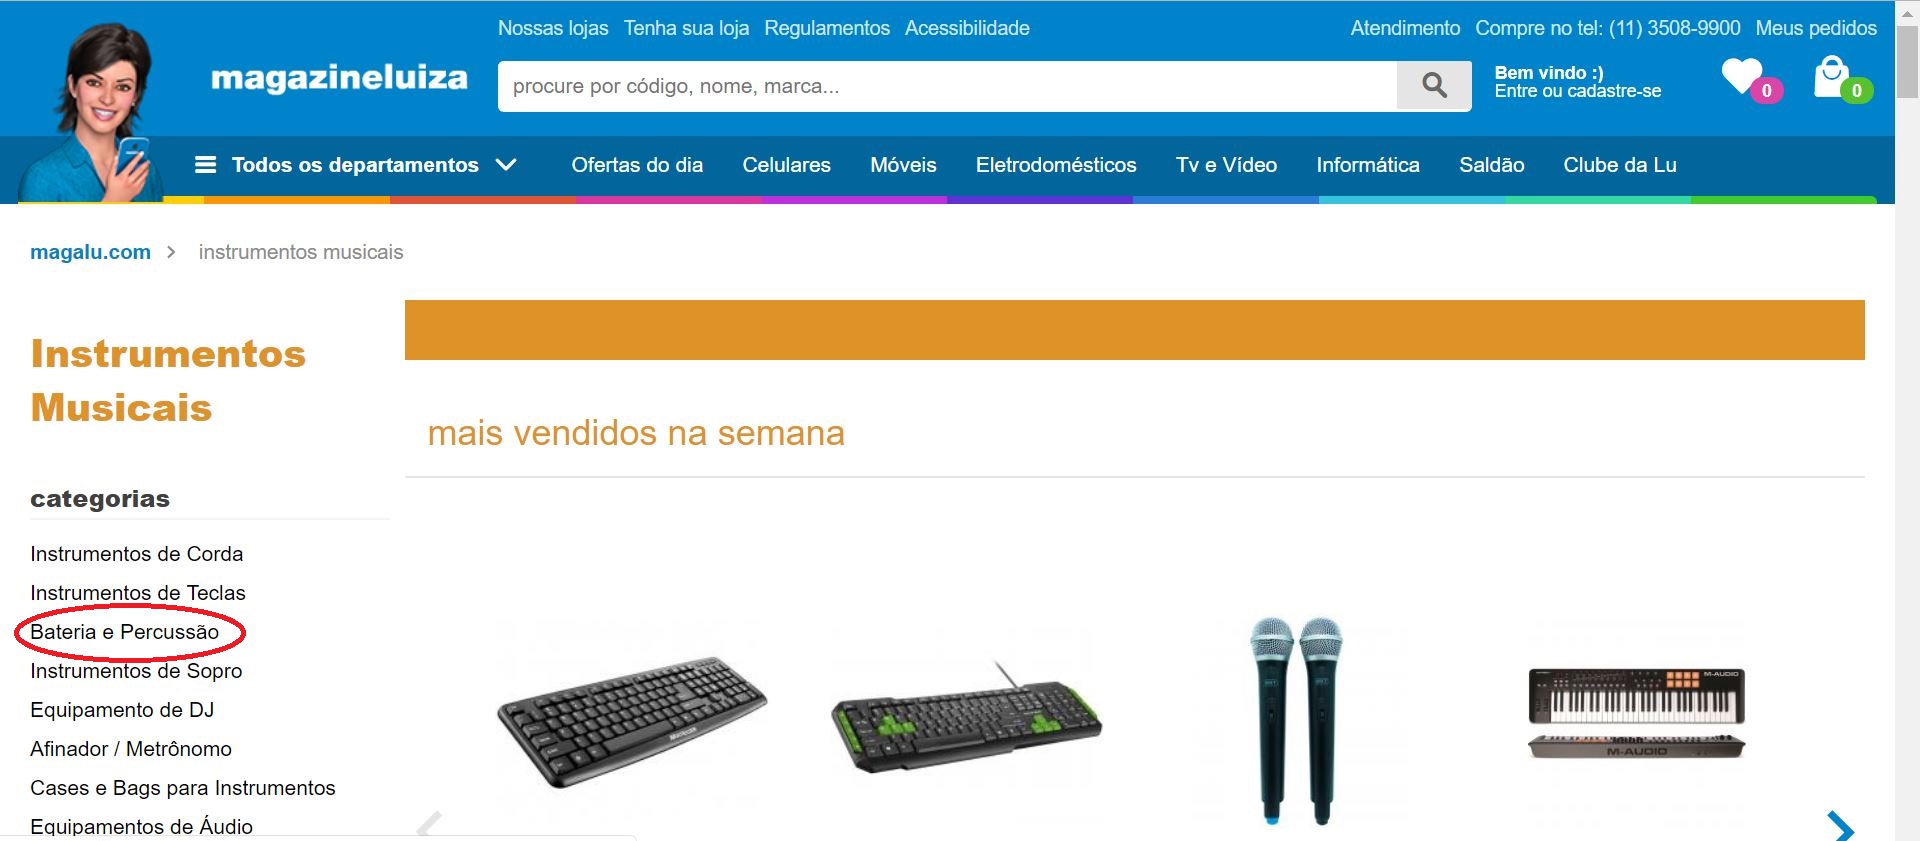 Nossas lojas Tenha sua loja Regulamentos Acessibilidade
Atendimento Compre no tel: (11) 3508-9900 Meus pedidos
magazineluiza
procure por código, nome, marca...
Bem vindo :)
Entre ou cadastre-se
0
0
Todos os departamentos
Ofertas do dia Celulares Móveis Eletrodomésticos Tv e Vídeo Informática Saldão Clube da Lu
magalu.com > instrumentos musicais
Instrumentos
Musicais
categorias
Instrumentos de Corda
Instrumentos de Teclas
Bateria e Percussão
Instrumentos de Sopro
Equipamento de DJ
Afinador / Metrônomo
Cases e Bags para Instrumentos
Equipamentos de Áudio
mais vendidos na semana
M-AUDIO
M-AUDIO